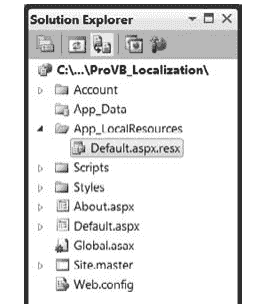 Solution Explorer
C:\...\ProVB_Localization\
Account
App_Data
App_LocalResources
Default.aspx.resx
Scripts
Styles
About.aspx
Default.aspx
Global.asax
Site.master
Web.config